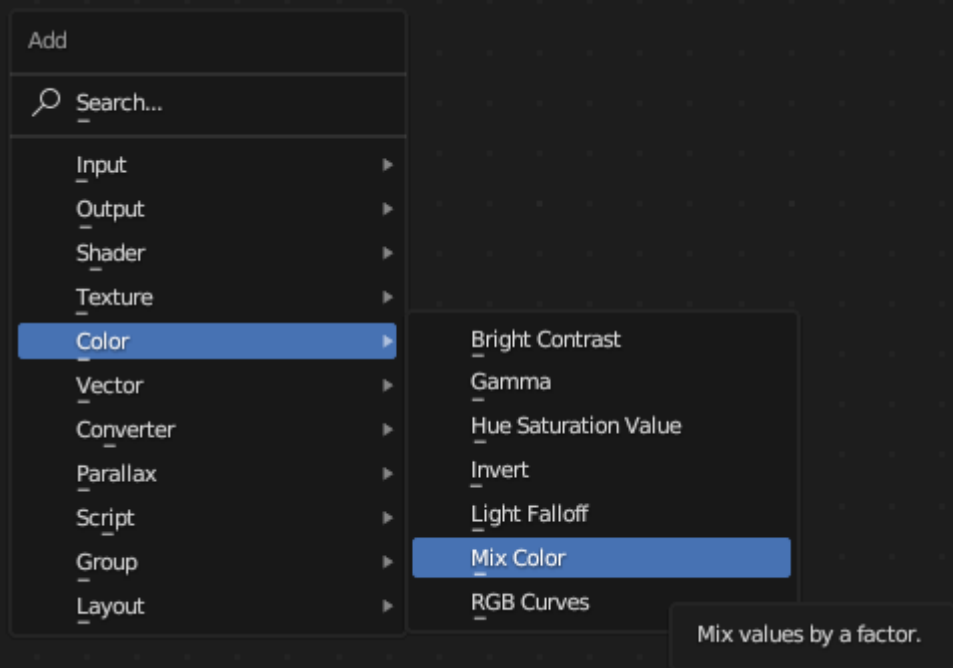 Add
Search...
Input
Output
Shader
Texture
Color
Vector
Converter
Parallax
Script
Group
Layout
Bright Contrast
Gamma
Hue Saturation Value
Invert
Light Falloff
Mix Color
RGB Curves
Mix values by a factor.